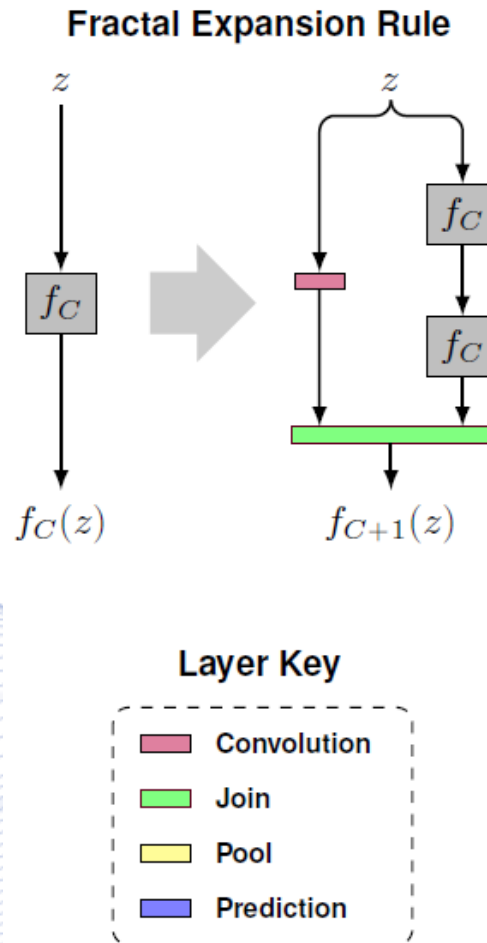 Fractal Expansion Rule
z
z
f_C
f_C
f_C
f_C(z)
f_{C+1}(z)
Layer Key
Convolution
Join
Pool
Prediction